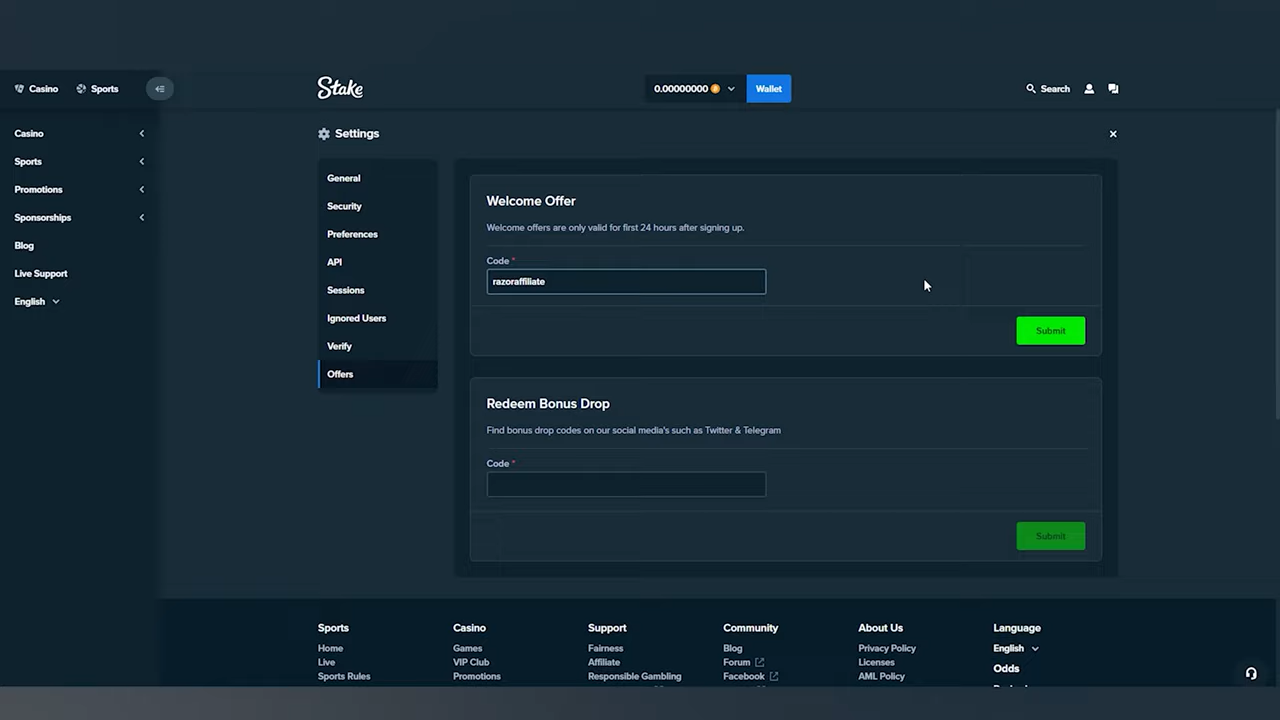 Casino
Sports
Stake
0.00000000
Wallet
Search
Casino
Sports
Promotions
Sponsorships
Blog
Live Support
English
Settings
General
Security
Preferences
API
Sessions
Ignored Users
Verify
Offers
Welcome Offer
Welcome offers are only valid for first 24 hours after signing up.
Code *
razoraffiliate
Submit
Redeem Bonus Drop
Find bonus drop codes on our social media's such as Twitter & Telegram
Code *
Submit
Sports
Home
Live
Sports Rules
Casino
Games
VIP Club
Promotions
Support
Fairness
Affiliate
Responsible Gambling
Community
Blog
Forum
Facebook
About Us
Privacy Policy
Licenses
AML Policy
Language
English
Odds